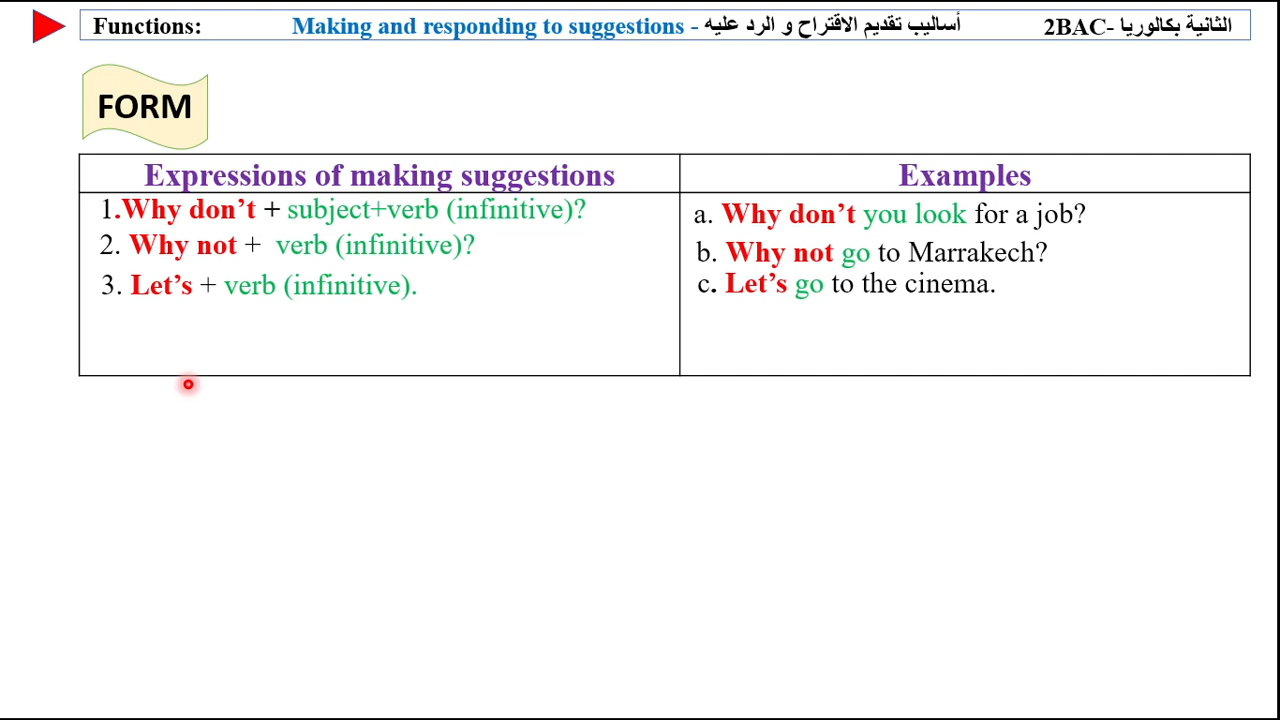 Functions: Making and responding to suggestions - أساليب تقديم الاقتراح و الرد عليه 2BAC- الثانية بكالوريا
FORM
Expressions of making suggestions
Examples
1.Why don’t + subject+verb (infinitive)?
a. Why don’t you look for a job?
2. Why not + verb (infinitive)?
b. Why not go to Marrakech?
3. Let’s + verb (infinitive).
c. Let’s go to the cinema.